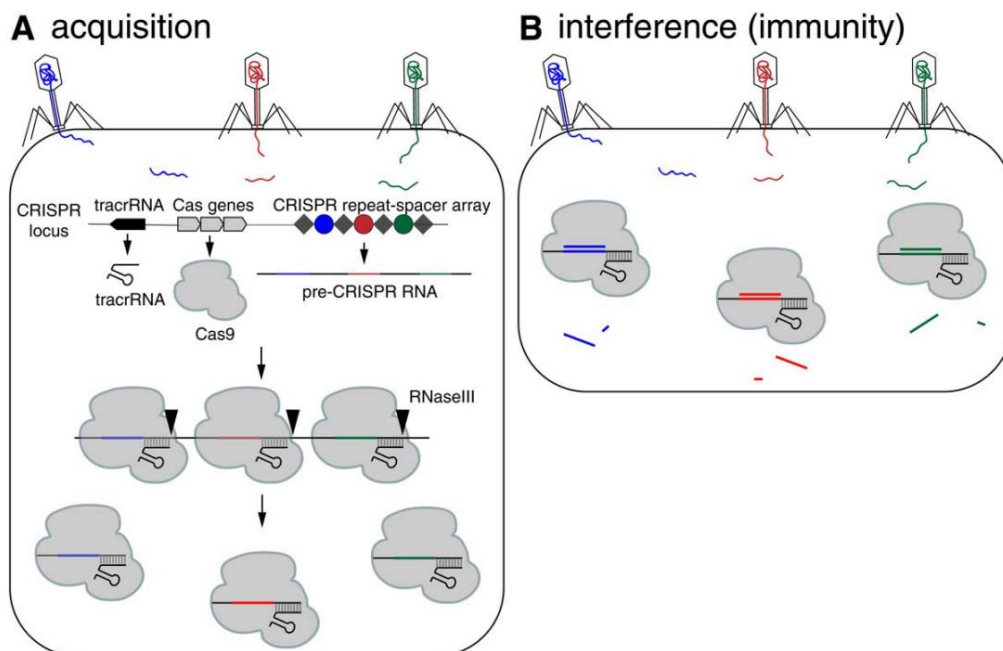 A acquisition
B interference (immunity)
CRISPR locus
tracrRNA
Cas genes
CRISPR repeat-spacer array
tracrRNA
Cas9
pre-CRISPR RNA
RNaseIII